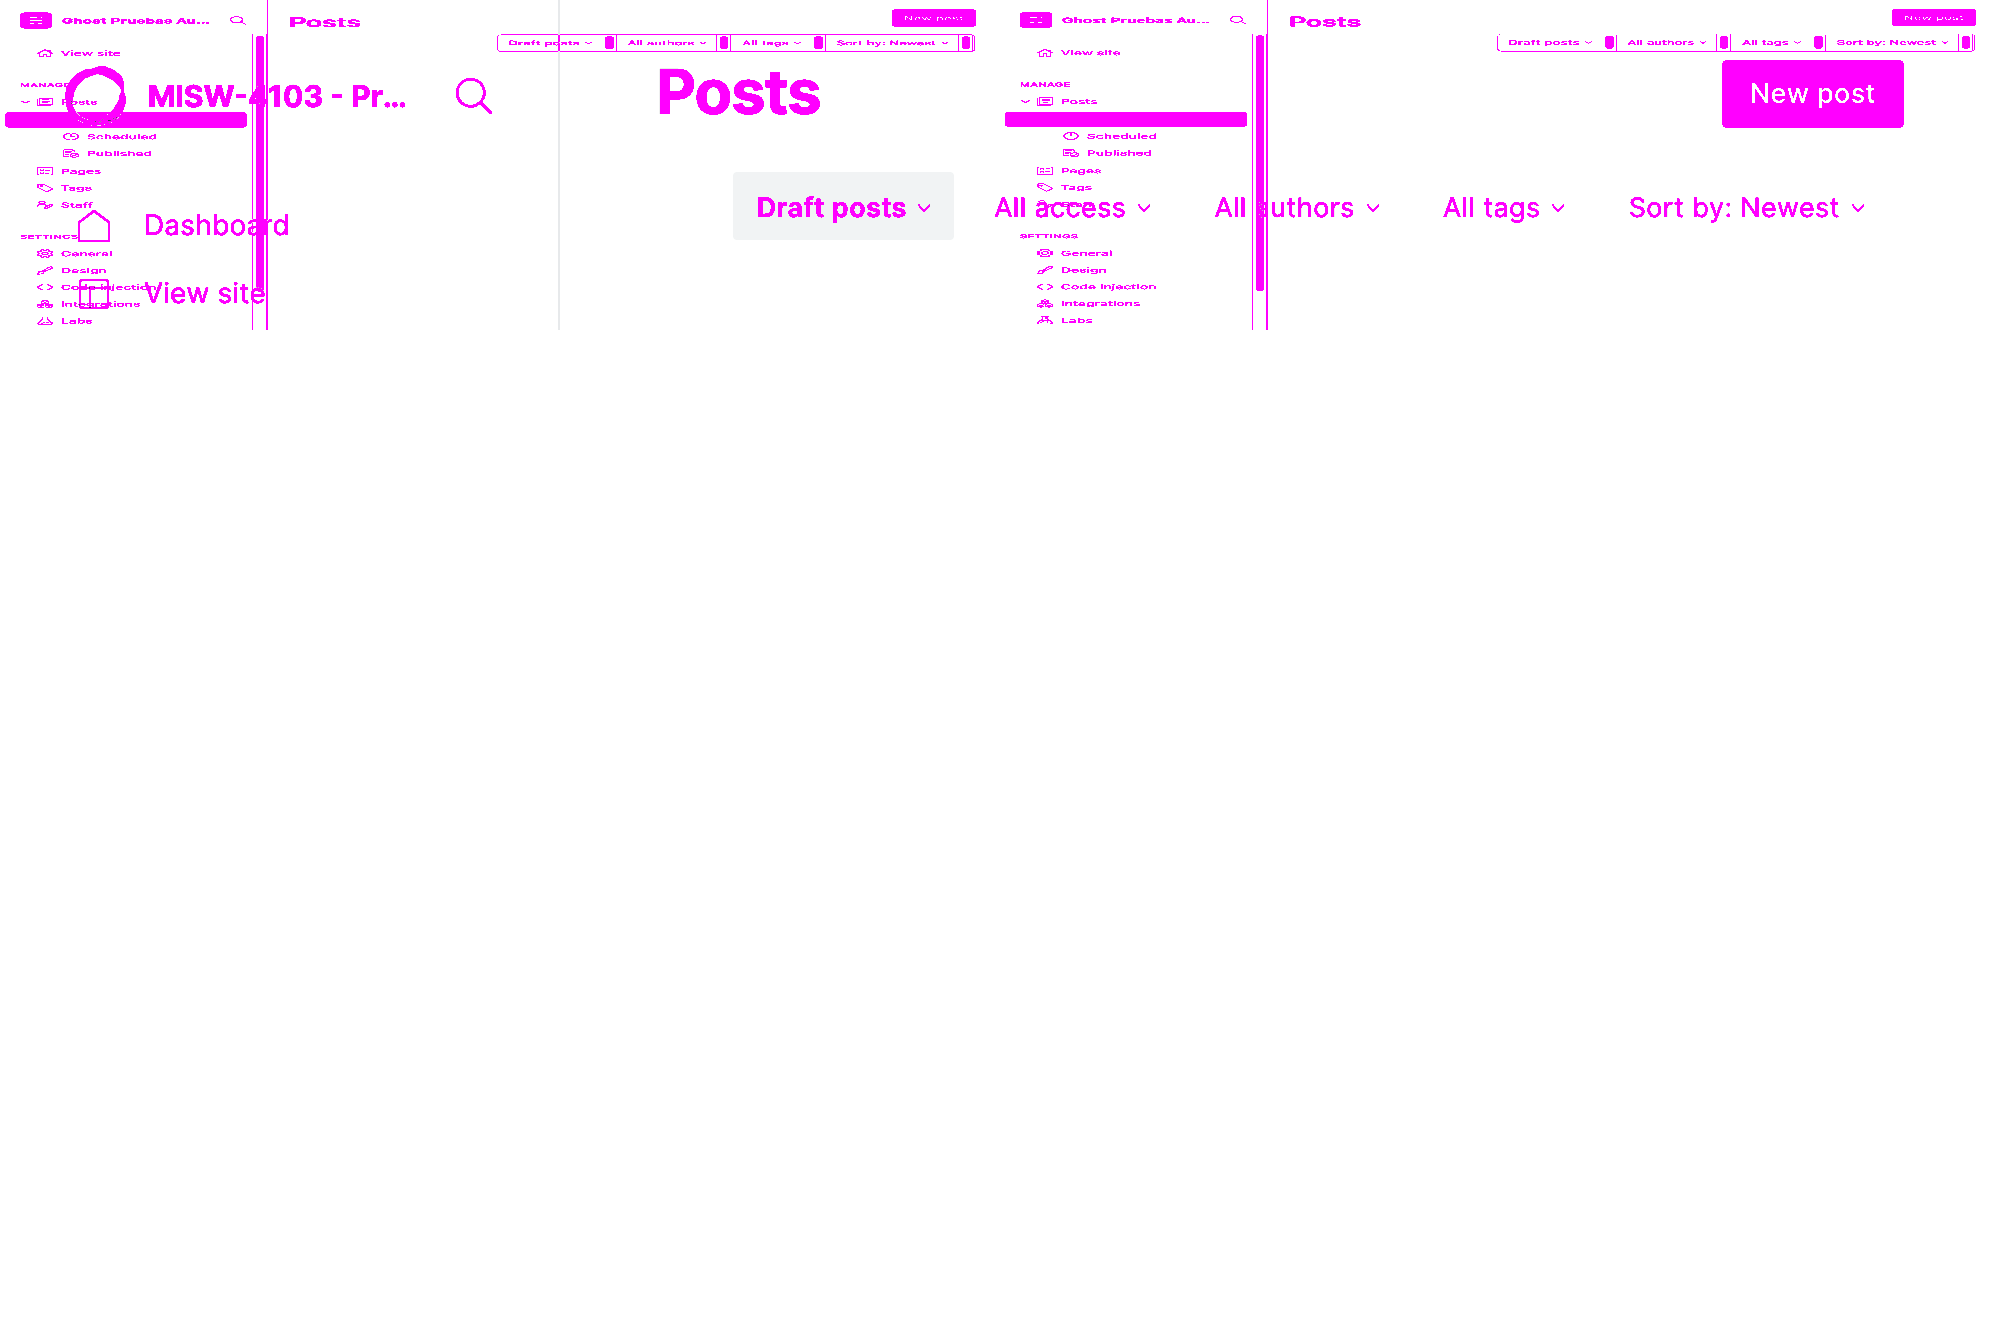 Ghost Pruebas Au...
Posts
New post
Ghost Pruebas Au...
Posts
New post
View site
Draft posts
All authors
All tags
Sort by: Newest
View site
Draft posts
All authors
All tags
Sort by: Newest
MANAGE
Posts
MISW-4103 - Pr...
Posts
MANAGE
Posts
New post
Scheduled
Published
Pages
Tags
Staff
Scheduled
Published
Pages
Tags
Draft posts
All access
All authors
All tags
Sort by: Newest
Dashboard
SETTINGS
General
Design
Code injection
Integrations
Labs
View site
SETTINGS
General
Design
Code injection
Integrations
Labs